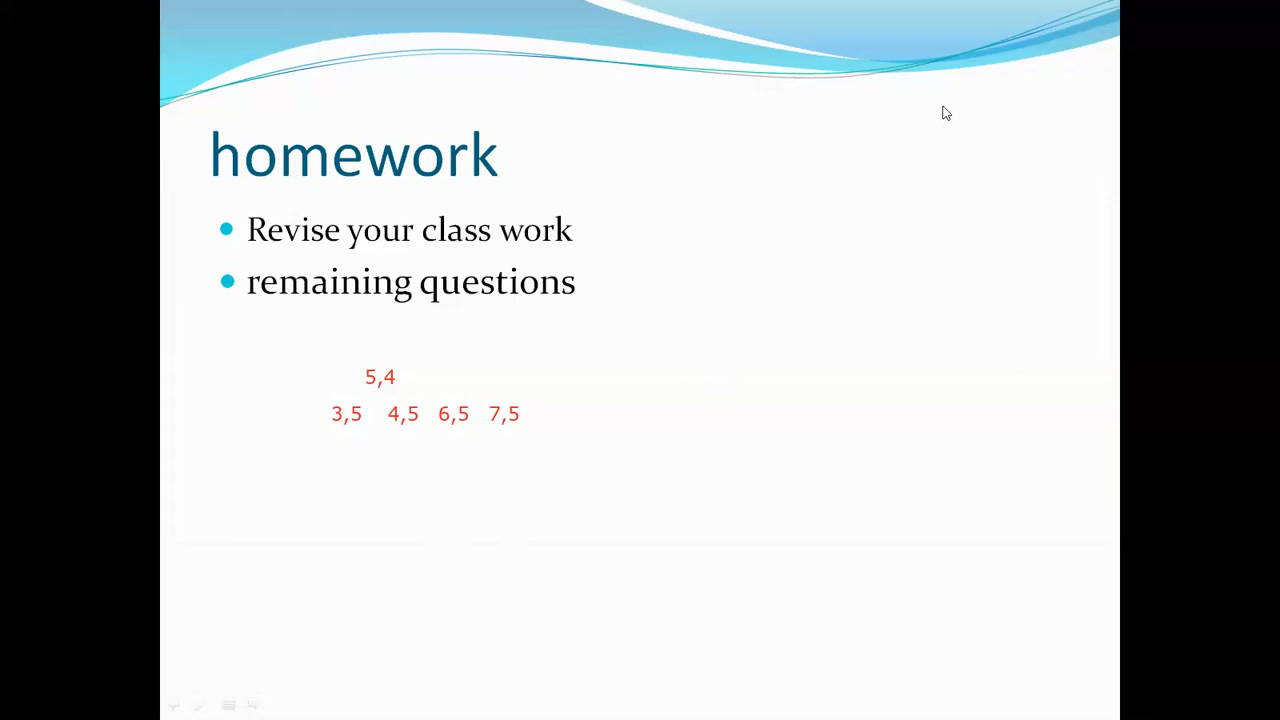 homework
Revise your class work
remaining questions
5,4
3,5 4,5 6,5 7,5